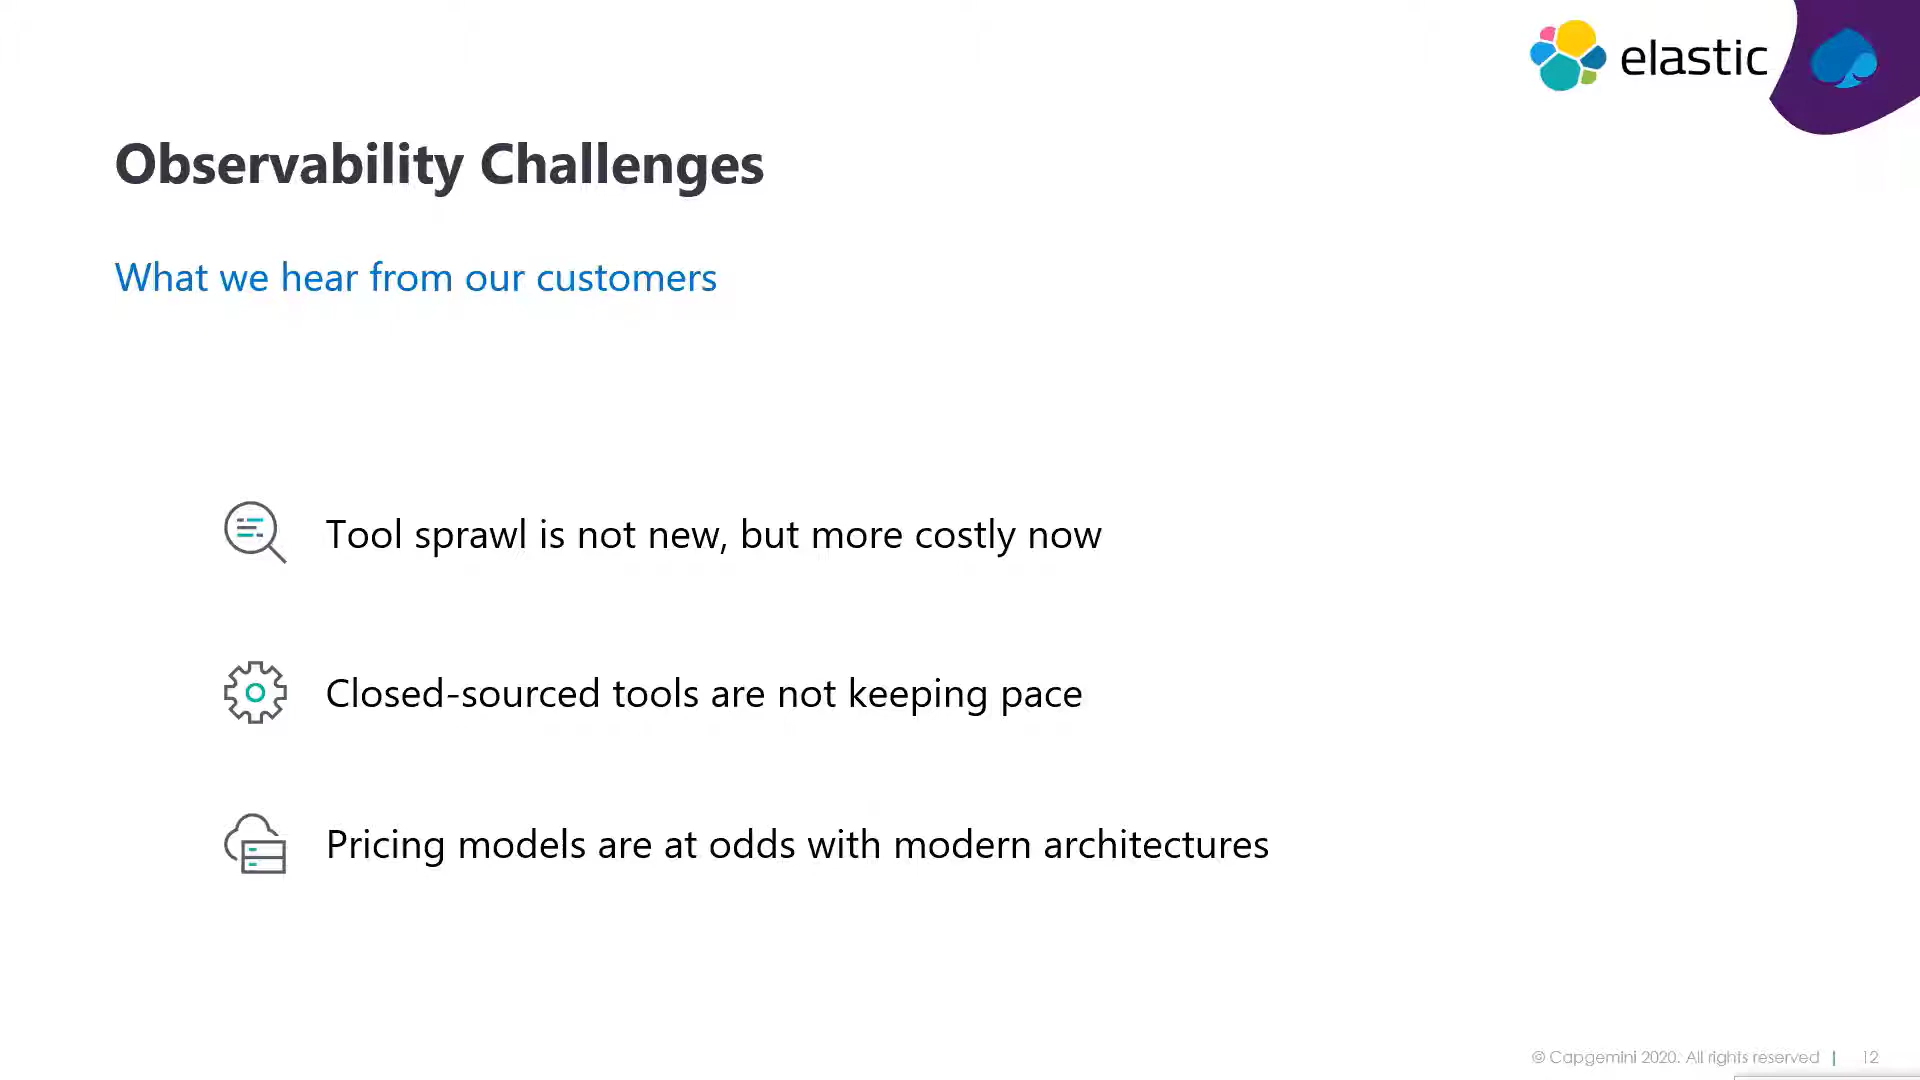 elastic
Observability Challenges
What we hear from our customers
Tool sprawl is not new, but more costly now
Closed-sourced tools are not keeping pace
Pricing models are at odds with modern architectures
© Capgemini 2020. All rights reserved | 12